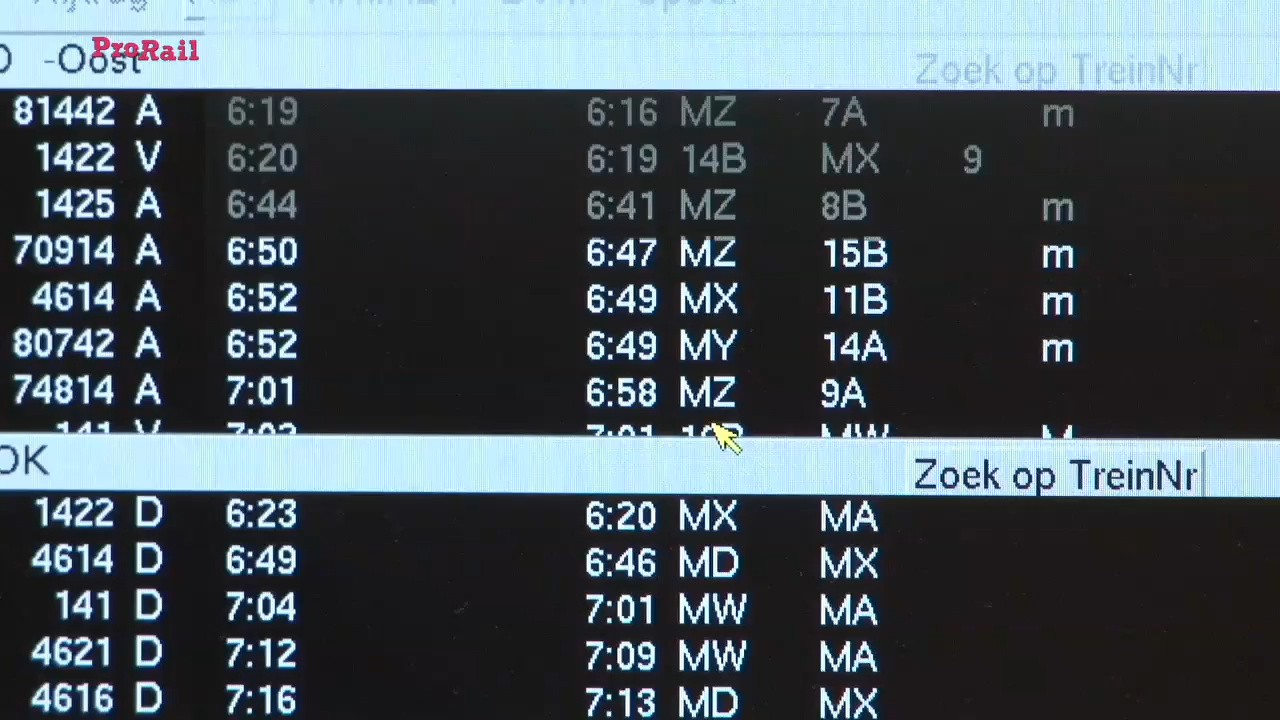 ProRail
-Oost Zoek op TreinNr
81442 A 6:19 6:16 MZ 7A m
1422 V 6:20 6:19 14B MX 9
1425 A 6:44 6:41 MZ 8B m
70914 A 6:50 6:47 MZ 15B m
4614 A 6:52 6:49 MX 11B m
80742 A 6:52 6:49 MY 14A m
74814 A 7:01 6:58 MZ 9A
OK Zoek op TreinNr
1422 D 6:23 6:20 MX MA
4614 D 6:49 6:46 MD MX
141 D 7:04 7:01 MW MA
4621 D 7:12 7:09 MW MA
4616 D 7:16 7:13 MD MX